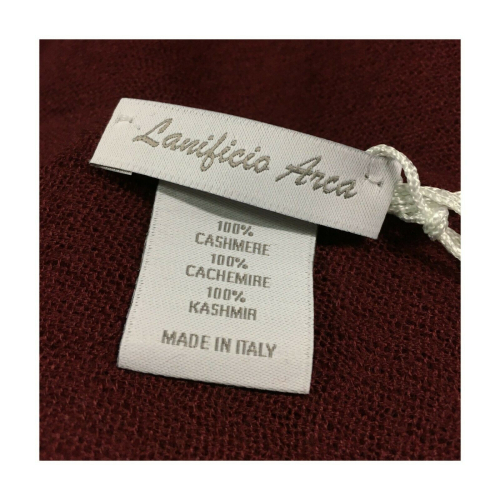 Lanificio Arca
100%
CASHMERE
100%
CACHEMIRE
100%
KASHMIR
MADE IN ITALY